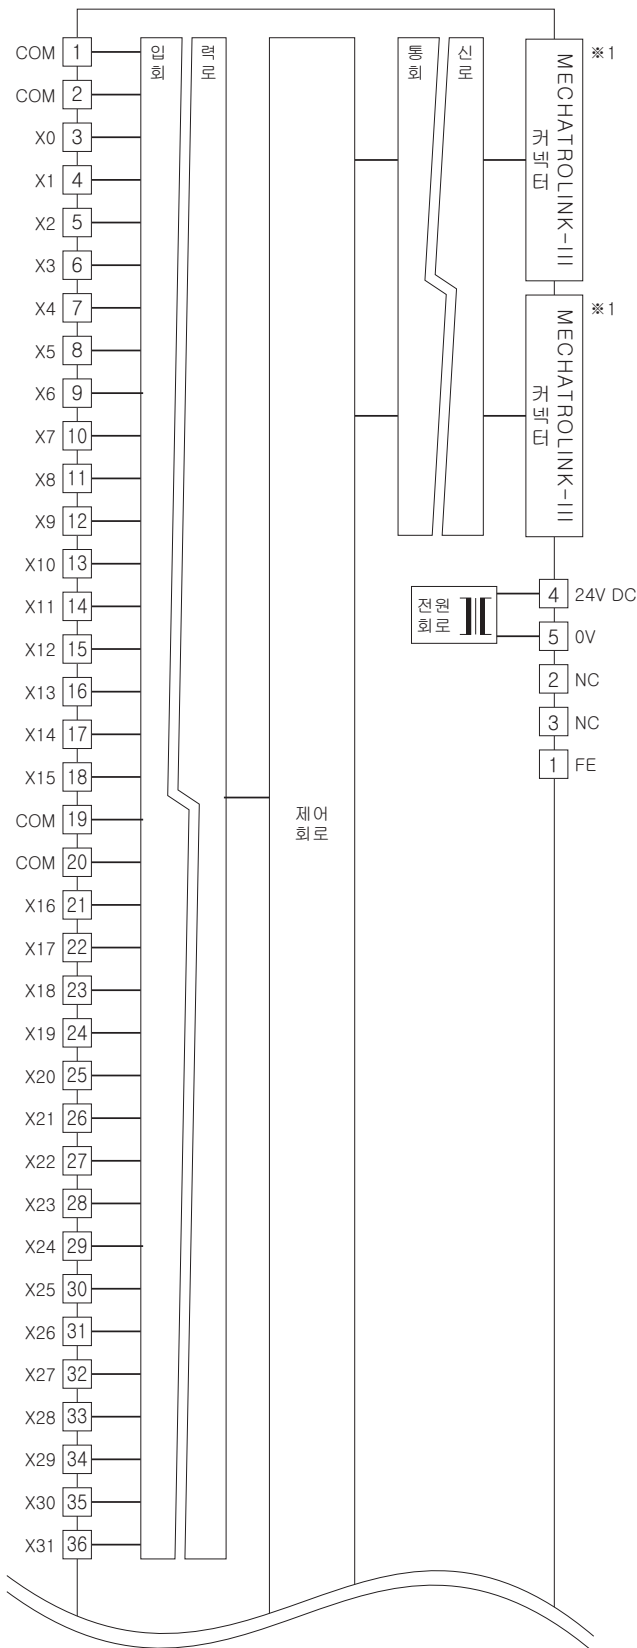 COM 1
COM 2
X0 3
X1 4
X2 5
X3 6
X4 7
X5 8
X6 9
X7 10
X8 11
X9 12
X10 13
X11 14
X12 15
X13 16
X14 17
X15 18
COM 19
COM 20
X16 21
X17 22
X18 23
X19 24
X20 25
X21 26
X22 27
X23 28
X24 29
X25 30
X26 31
X27 32
X28 33
X29 34
X30 35
X31 36
입 력
회 로
제어
회로
통 신
회 로
MECHATROLINK-III
커넥터
※1
MECHATROLINK-III
커넥터
※1
전원
회로
4 24V DC
5 0V
2 NC
3 NC
1 FE